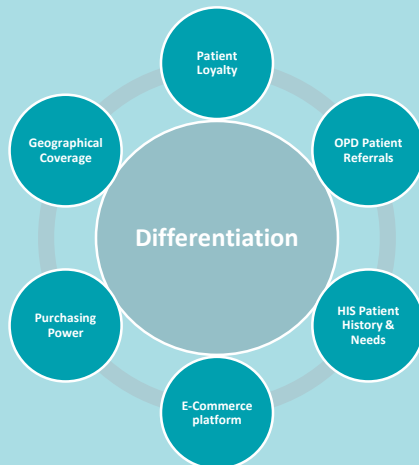 Patient
Loyalty
Geographical
Coverage
OPD Patient
Referrals
Differentiation
Purchasing
Power
HIS Patient
History &
Needs
E-Commerce
platform